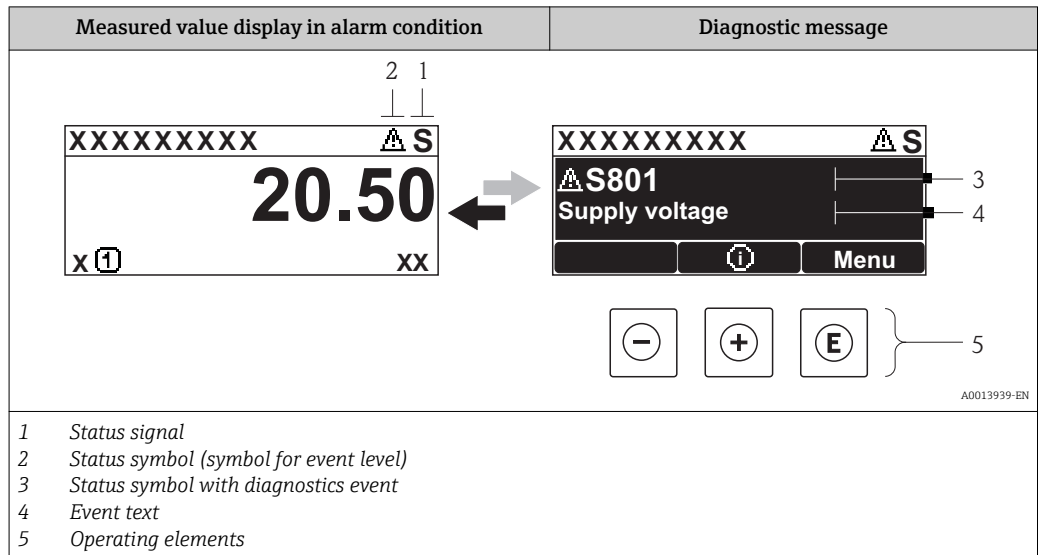 Measured value display in alarm condition
Diagnostic message
2 1
XXXXXXXXX S
20.50
X 1 XX
XXXXXXXXX S
S801
3
Supply voltage
4
i Menu
- + E
5
A0013939-EN
1 Status signal
2 Status symbol (symbol for event level)
3 Status symbol with diagnostics event
4 Event text
5 Operating elements